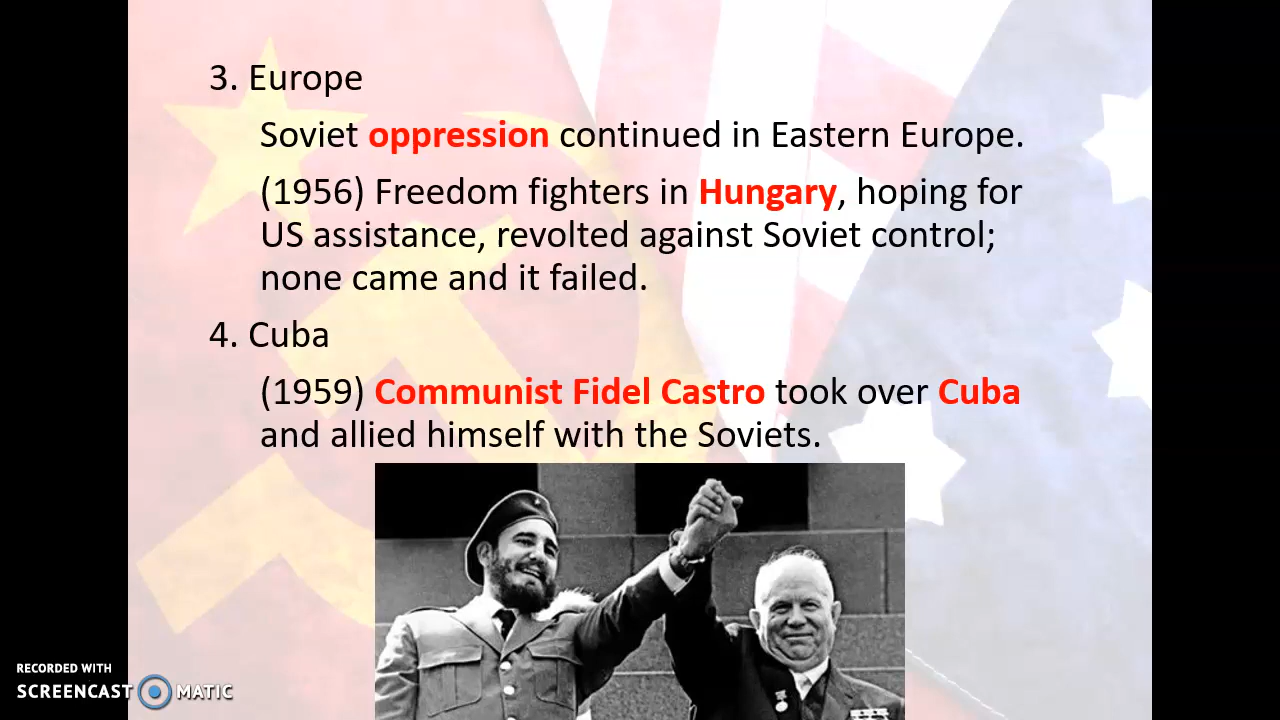 3. Europe
Soviet oppression continued in Eastern Europe.
(1956) Freedom fighters in Hungary, hoping for
US assistance, revolted against Soviet control;
none came and it failed.
4. Cuba
(1959) Communist Fidel Castro took over Cuba
and allied himself with the Soviets.
RECORDED WITH
SCREENCAST MATIC